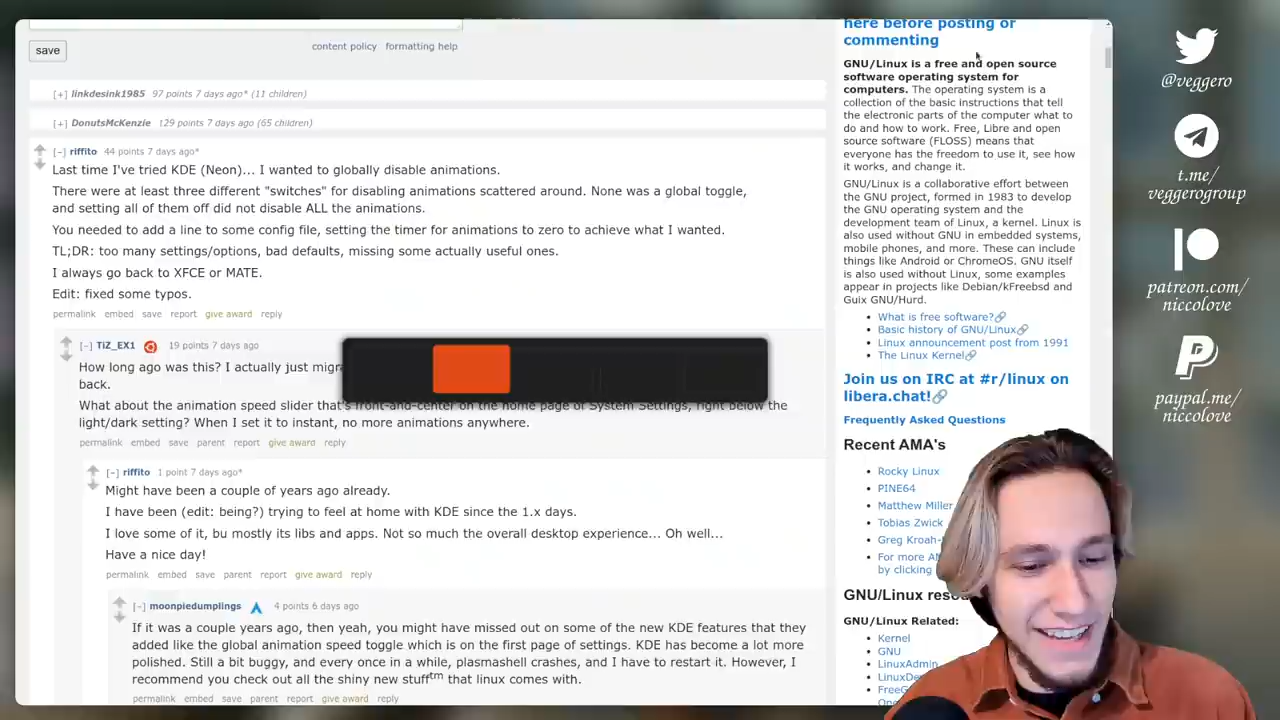 save
content policy formatting help
[+] linkdesink1985 97 points 7 days ago* (11 children)
[+] DonutsMcKenzie 129 points 7 days ago (65 children)
[–] riffito 44 points 7 days ago*
Last time I've tried KDE (Neon)... I wanted to globally disable animations.
There were at least three different "switches" for disabling animations scattered around. None was a global toggle,
and setting all of them off did not disable ALL the animations.
You needed to add a line to some config file, setting the timer for animations to zero to achieve what I wanted.
TL;DR: too many settings/options, bad defaults, missing some actually useful ones.
I always go back to XFCE or MATE.
Edit: fixed some typos.
permalink embed save report give award reply
[–] TiZ_EX1 19 points 7 days ago
How long ago was this? I actually just migra
back.
What about the animation speed slider that's front-and-center on the home page of System Settings, right below the
light/dark setting? When I set it to instant, no more animations anywhere.
permalink embed save parent report give award reply
[–] riffito 1 point 7 days ago*
Might have been a couple of years ago already.
I have been (edit: been?) trying to feel at home with KDE since the 1.x days.
I love some of it, bu mostly its libs and apps. Not so much the overall desktop experience... Oh well...
Have a nice day!
permalink embed save parent report give award reply
[–] moonpiedumplings 4 points 6 days ago
If it was a couple years ago, then yeah, you might have missed out on some of the new KDE features that they
added like the global animation speed toggle which is on the first page of settings. KDE has become a lot more
polished. Still a bit buggy, and every once in a while, plasmashell crashes, and I have to restart it. However, I
recommend you check out all the shiny new stuff™ that linux comes with.
permalink embed save parent report give award reply
here before posting or
commenting
GNU/Linux is a free and open source
software operating system for
computers. The operating system is a
collection of the basic instructions that tell
the electronic parts of the computer what to
do and how to work. Free, Libre and open
source software (FLOSS) means that
everyone has the freedom to use it, see how
it works, and change it.
GNU/Linux is a collaborative effort between
the GNU project, formed in 1983 to develop
the GNU operating system and the
development team of Linux, a kernel. Linux is
also used without GNU in embedded systems,
mobile phones, and more. These can include
things like Android or ChromeOS. GNU itself
is also used without Linux, some examples
appear in projects like Debian/kFreebsd and
Guix GNU/Hurd.
What is free software?
Basic history of GNU/Linux
Linux announcement post from 1991
The Linux Kernel
Join us on IRC at #r/linux on
libera.chat!
Frequently Asked Questions
Recent AMA's
Rocky Linux
PINE64
Matthew Miller
Tobias Zwick
Greg Kroah-
For more AM
by clicking
GNU/Linux reso
GNU/Linux Related:
Kernel
GNU
LinuxAdmin
LinuxDe
FreeG
@veggero
t.me/
veggerogroup
patreon.com/
niccolove
paypal.me/
niccolove